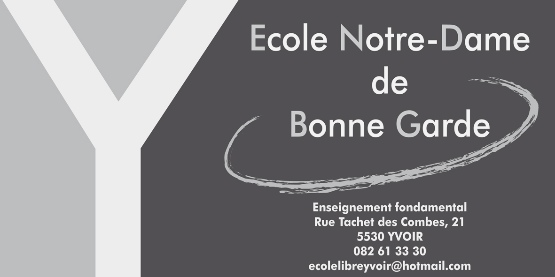 Y
Ecole Notre-Dame
de
Bonne Garde
Enseignement fondamental
Rue Tachet des Combes, 21
5530 YVOIR
082 61 33 30
ecolelibreyvoir@hotmail.com